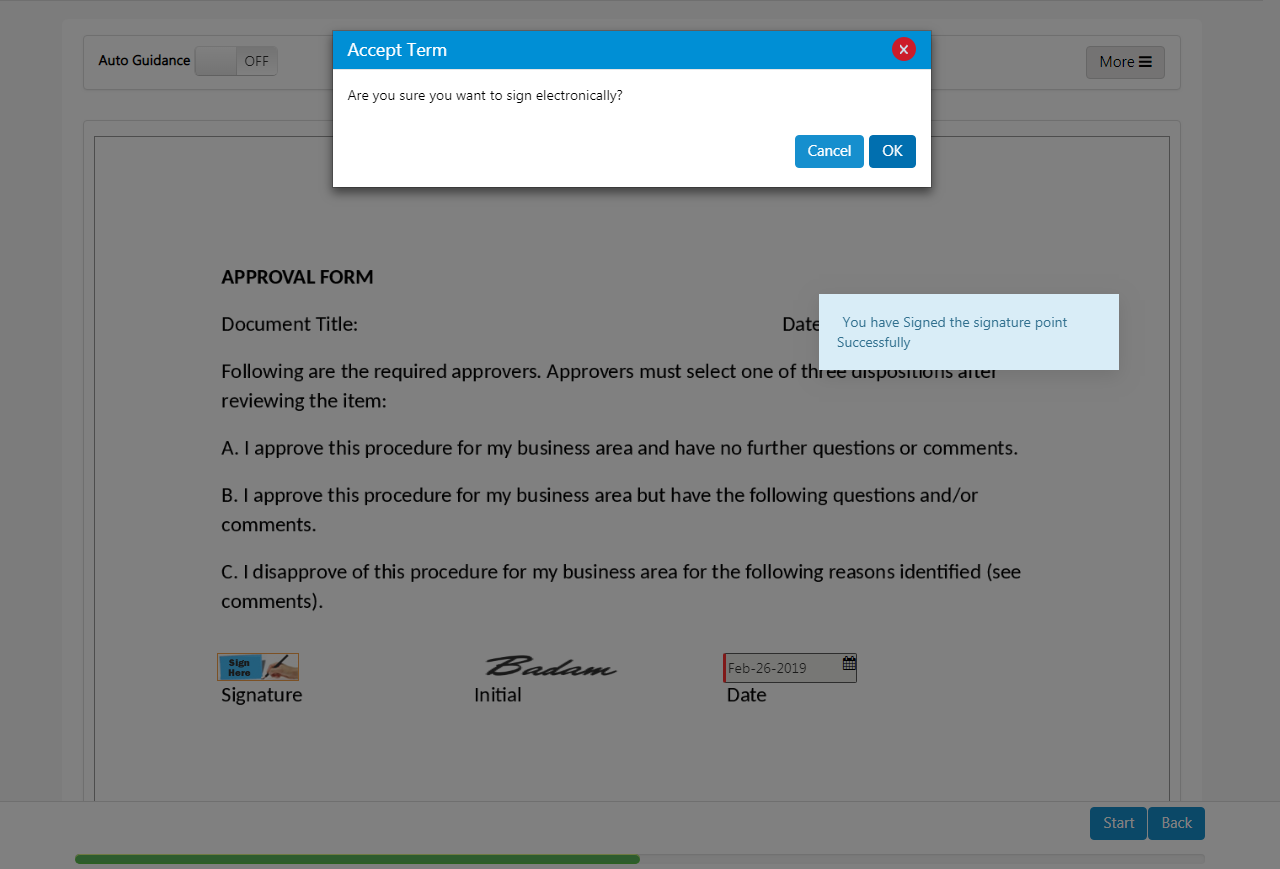 Accept Term
Are you sure you want to sign electronically?
Cancel OK
Auto Guidance OFF
More
You have Signed the signature point
Successfully
APPROVAL FORM
Document Title: Date
Following are the required approvers. Approvers must select one of three dispositions after
reviewing the item:
A. I approve this procedure for my business area and have no further questions or comments.
B. I approve this procedure for my business area but have the following questions and/or
comments.
C. I disapprove of this procedure for my business area for the following reasons identified (see
comments).
Sign
Here
Badam
Feb-26-2019
Signature Initial Date
Start Back